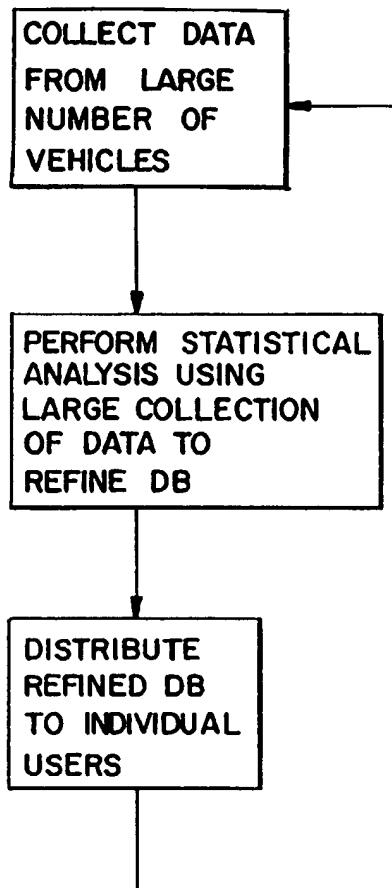 COLLECT DATA
FROM LARGE
NUMBER OF
VEHICLES
PERFORM STATISTICAL
ANALYSIS USING
LARGE COLLECTION
OF DATA TO
REFINE DB
DISTRIBUTE
REFINED DB
TO INDIVIDUAL
USERS